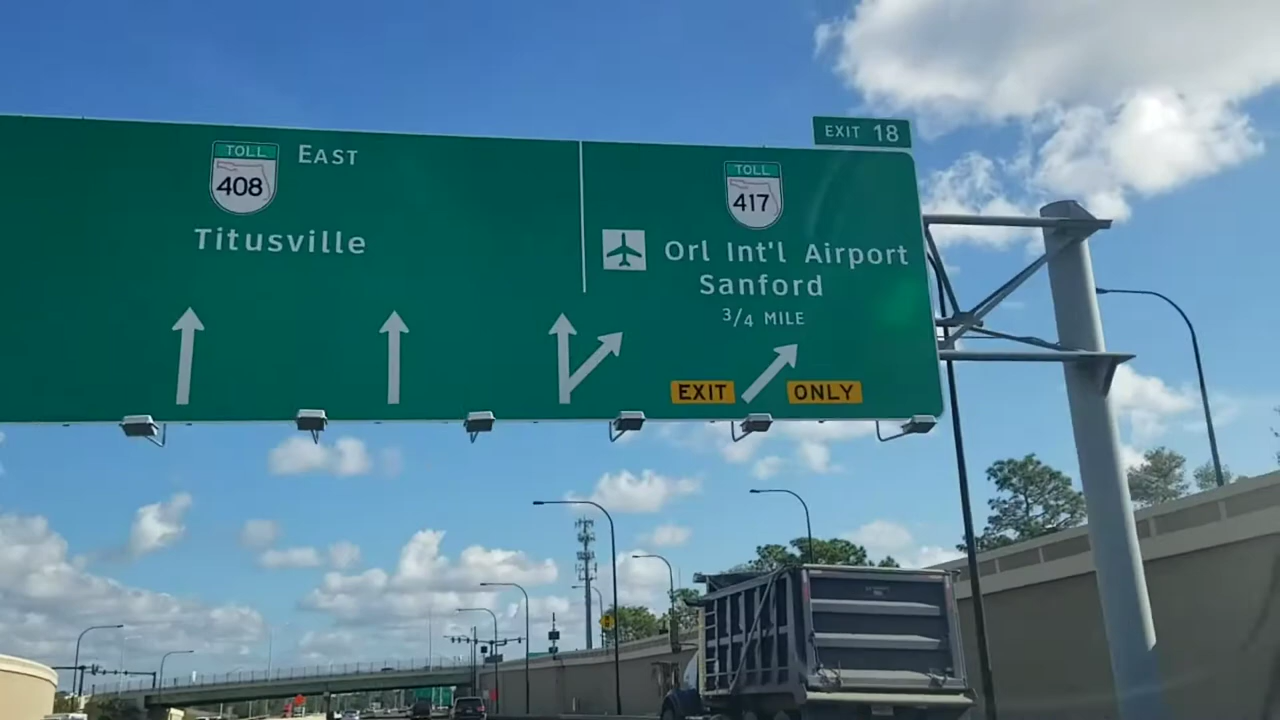 EXIT 18
TOLL
408
EAST
Titusville
TOLL
417
Orl Int'l Airport
Sanford
3/4 MILE
EXIT ONLY